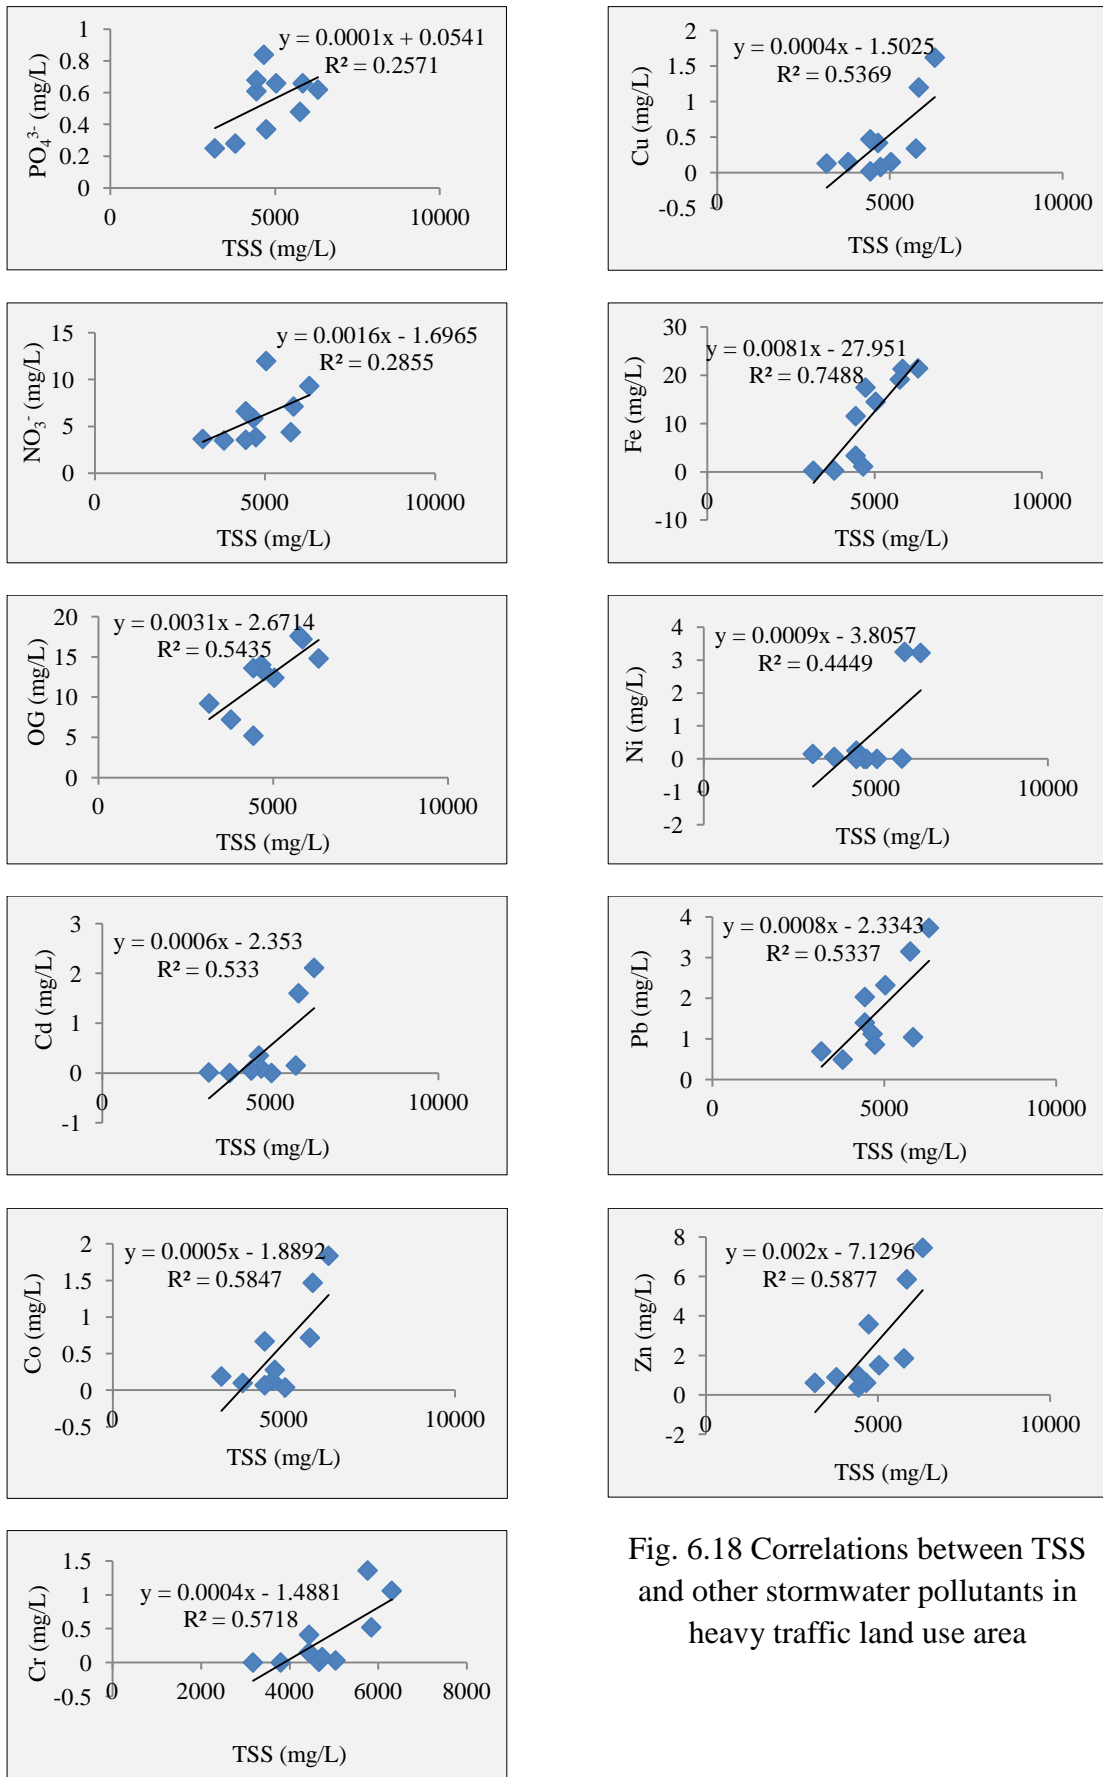 y = 0.0001x + 0.0541
R² = 0.2571
1
0.8
0.6
0.4
0.2
0
0 5000 10000
PO₄³⁻ (mg/L)
TSS (mg/L)
y = 0.0004x - 1.5025
R² = 0.5369
2
1.5
1
0.5
0
-0.5
0 5000 10000
Cu (mg/L)
TSS (mg/L)
y = 0.0016x - 1.6965
R² = 0.2855
15
10
5
0
0 5000 10000
NO₃⁻ (mg/L)
TSS (mg/L)
y = 0.0081x - 27.951
R² = 0.7488
30
20
10
0
-10
0 5000 10000
Fe (mg/L)
TSS (mg/L)
y = 0.0031x - 2.6714
R² = 0.5435
20
15
10
5
0
0 5000 10000
OG (mg/L)
TSS (mg/L)
y = 0.0009x - 3.8057
R² = 0.4449
4
3
2
1
0
-1
-2
0 5000 10000
Ni (mg/L)
TSS (mg/L)
y = 0.0006x - 2.353
R² = 0.533
3
2
1
0
-1
0 5000 10000
Cd (mg/L)
TSS (mg/L)
y = 0.0008x - 2.3343
R² = 0.5337
4
3
2
1
0
0 5000 10000
Pb (mg/L)
TSS (mg/L)
y = 0.0005x - 1.8892
R² = 0.5847
2
1.5
1
0.5
0
-0.5
0 5000 10000
Co (mg/L)
TSS (mg/L)
y = 0.002x - 7.1296
R² = 0.5877
8
6
4
2
0
-2
0 5000 10000
Zn (mg/L)
TSS (mg/L)
y = 0.0004x - 1.4881
R² = 0.5718
1.5
1
0.5
0
-0.5
0 2000 4000 6000 8000
Cr (mg/L)
TSS (mg/L)
Fig. 6.18 Correlations between TSS
and other stormwater pollutants in
heavy traffic land use area